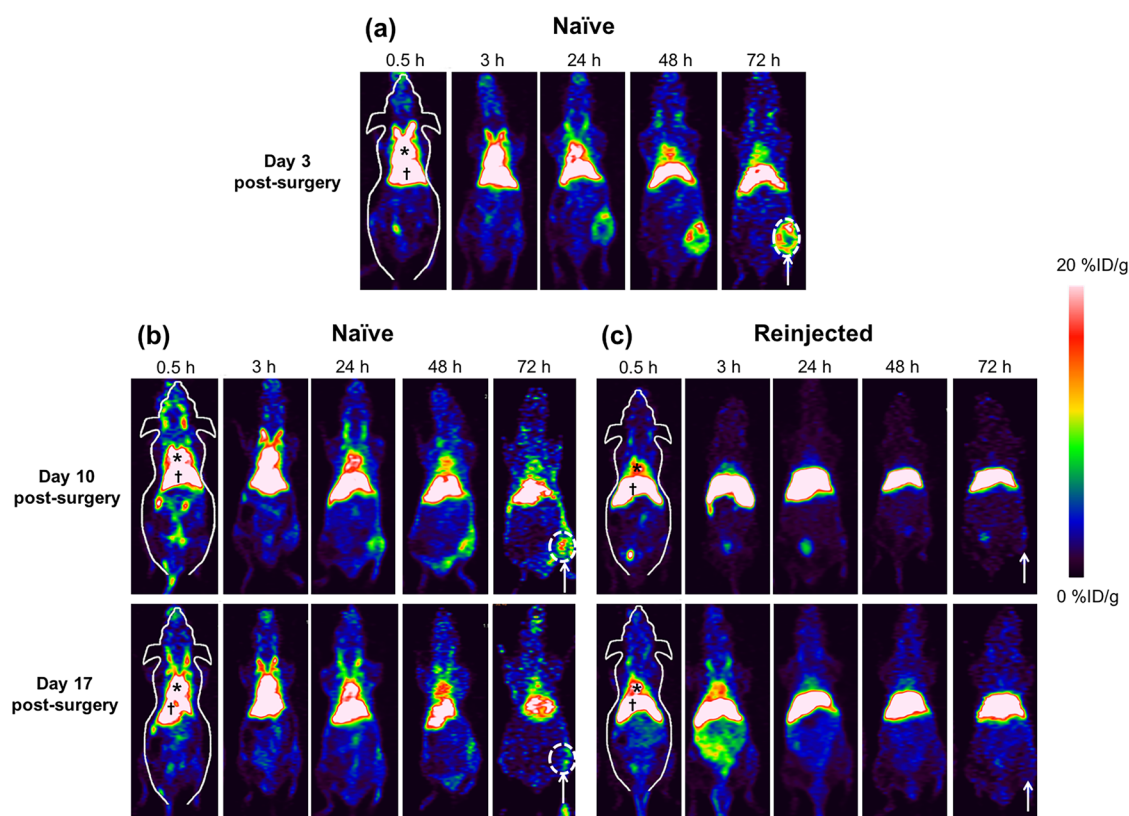 (a) Naïve
0.5 h 3 h 24 h 48 h 72 h
Day 3
post-surgery
*
†
20 %ID/g
0 %ID/g
(b) Naïve
0.5 h 3 h 24 h 48 h 72 h
(c) Reinjected
0.5 h 3 h 24 h 48 h 72 h
Day 10
post-surgery
*
†
*
†
Day 17
post-surgery
*
†
*
†